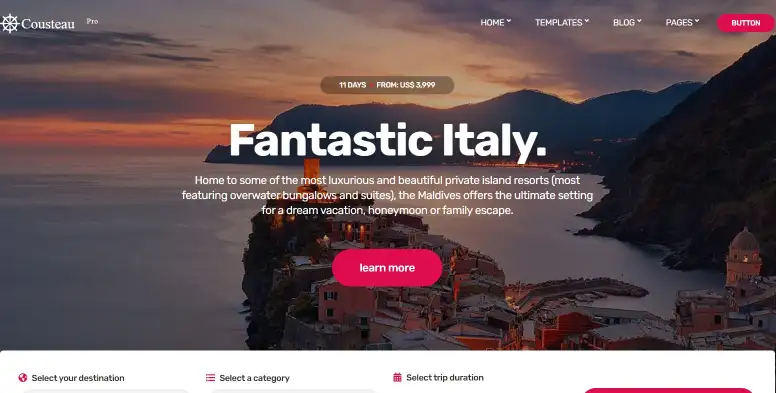 Cousteau Pro HOME TEMPLATES BLOG PAGES BUTTON
11 DAYS FROM: US$ 3,999
Fantastic Italy.
Home to some of the most luxurious and beautiful private island resorts (most
featuring overwater bungalows and suites), the Maldives offers the ultimate setting
for a dream vacation, honeymoon or family escape.
learn more
Select your destination Select a category Select trip duration